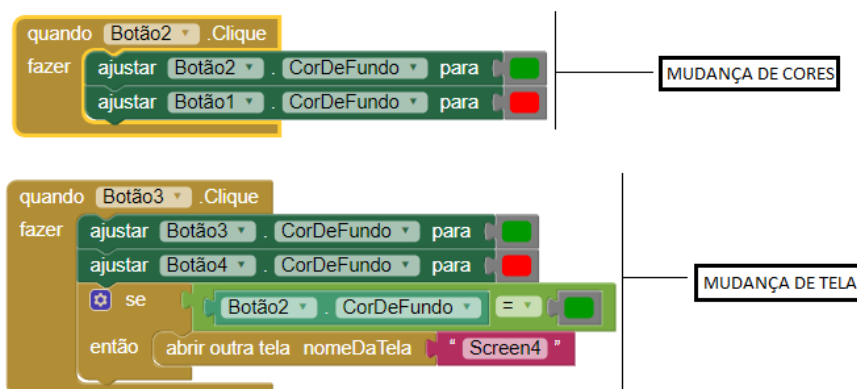 quando Botão2 .Clique
fazer ajustar Botão2 . CorDeFundo para
ajustar Botão1 . CorDeFundo para
MUDANÇA DE CORES
quando Botão3 .Clique
fazer ajustar Botão3 . CorDeFundo para
ajustar Botão4 . CorDeFundo para
se Botão2 . CorDeFundo =
então abrir outra tela nomeDaTela " Screen4 "
MUDANÇA DE TELA